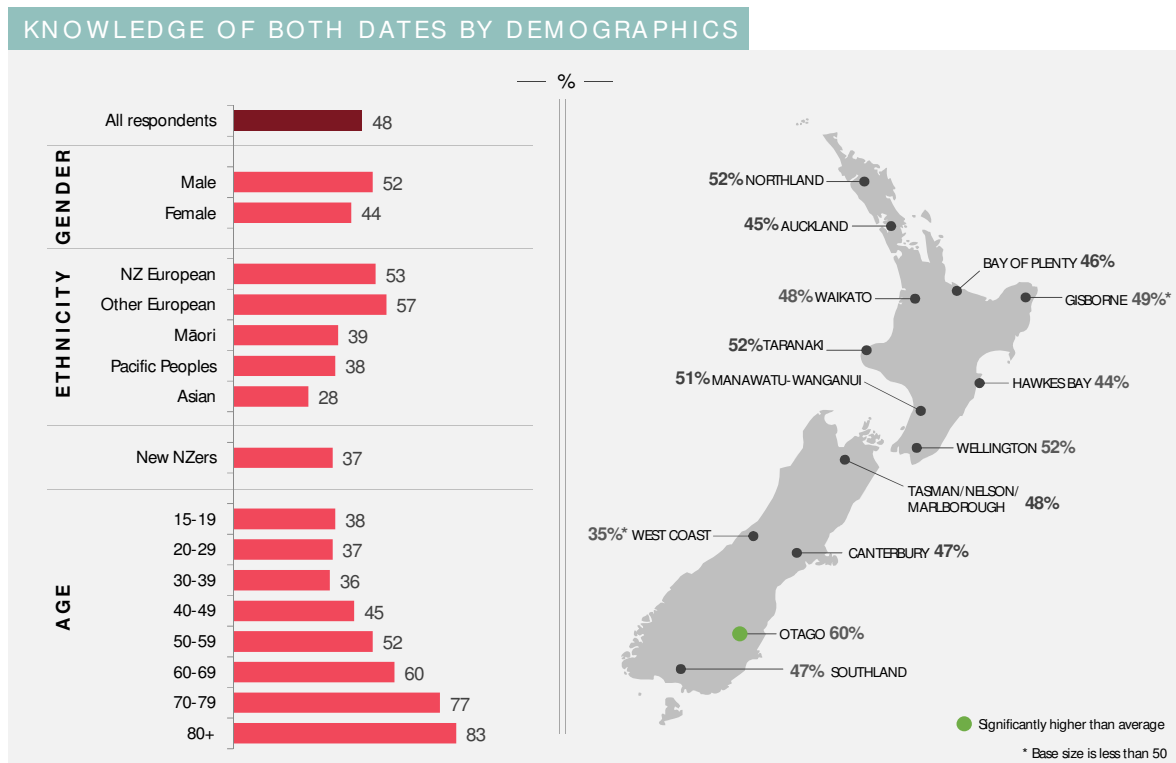 KNOWLEDGE OF BOTH DATES BY DEMOGRAPHICS
%
All respondents 48
GENDER
Male 52
Female 44
ETHNICITY
NZ European 53
Other European 57
Māori 39
Pacific Peoples 38
Asian 28
New NZers 37
AGE
15-19 38
20-29 37
30-39 36
40-49 45
50-59 52
60-69 60
70-79 77
80+ 83
52% NORTHLAND
45% AUCKLAND
BAY OF PLENTY 46%
48% WAIKATO
GISBORNE 49%*
52% TARANAKI
51% MANAWATU-WANGANUI
HAWKES BAY 44%
WELLINGTON 52%
TASMAN/NELSON/
MARLBOROUGH 48%
35%* WEST COAST
CANTERBURY 47%
OTAGO 60%
47% SOUTHLAND
Significantly higher than average
* Base size is less than 50